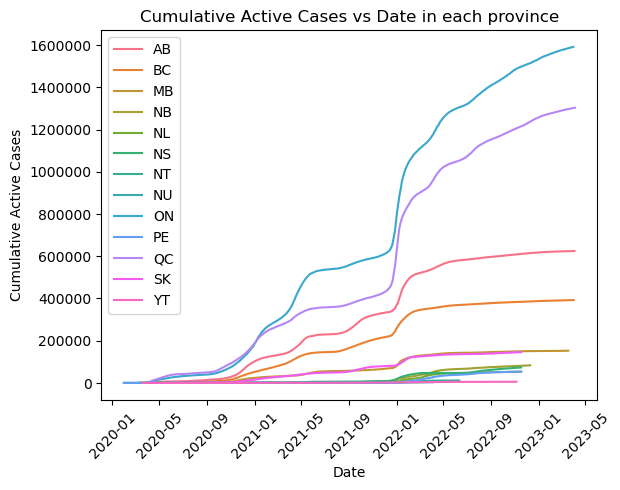 Cumulative Active Cases vs Date in each province
1600000
1400000
1200000
1000000
800000
600000
400000
200000
0
Cumulative Active Cases
AB
BC
MB
NB
NL
NS
NT
NU
ON
PE
QC
SK
YT
2020-01
2020-05
2020-09
2021-01
2021-05
2021-09
2022-01
2022-05
2022-09
2023-01
2023-05
Date